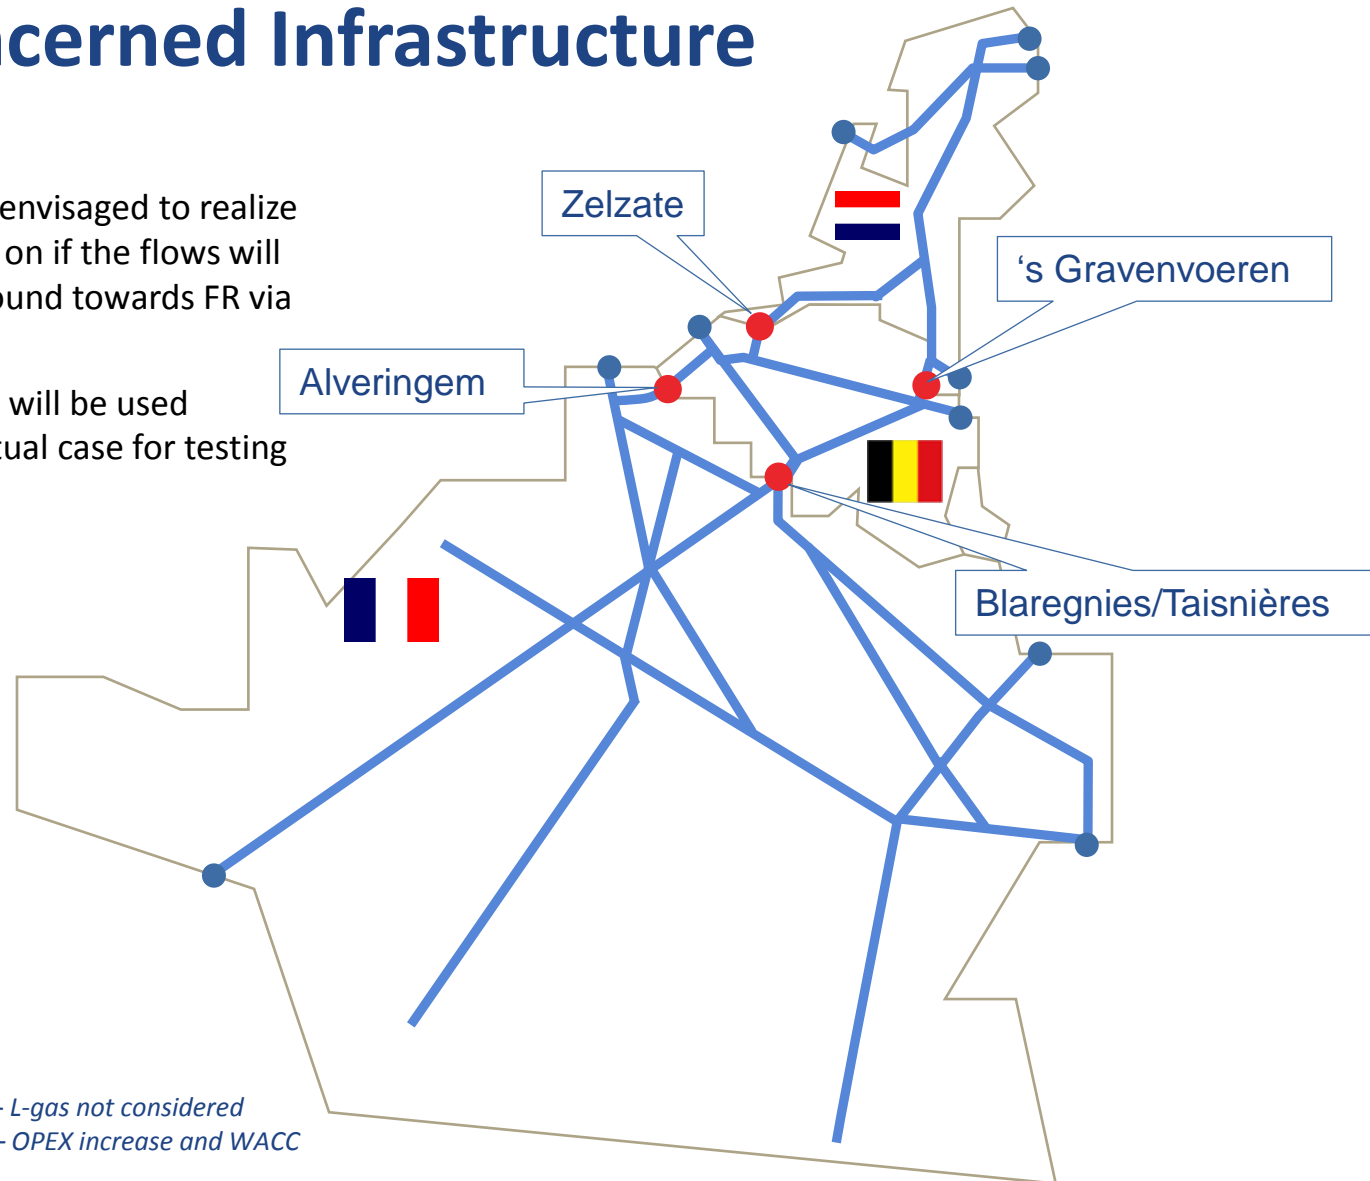 ncerned Infrastructure
envisaged to realize
on if the flows will
ound towards FR via
will be used
tual case for testing
Zelzate
‘s Gravenvoeren
Alveringem
Blaregnies/Taisnières
- L-gas not considered
- OPEX increase and WACC